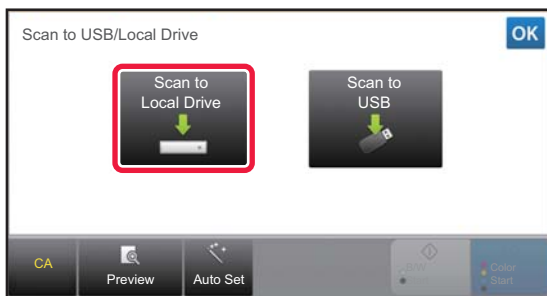 Scan to USB/Local Drive
OK
Scan to
Local Drive
Scan to
USB
CA
Preview
Auto Set
B/W
Color
Start